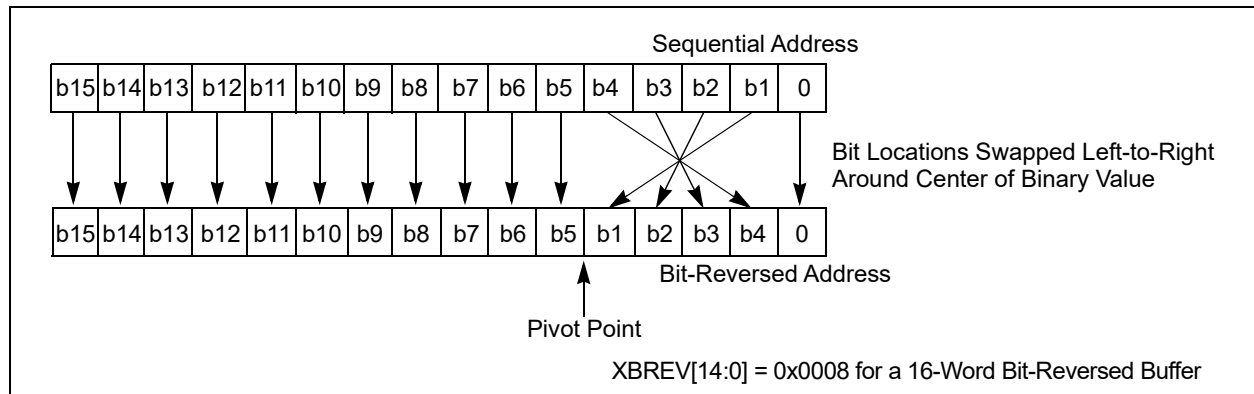 Sequential Address
b15 b14 b13 b12 b11 b10 b9 b8 b7 b6 b5 b4 b3 b2 b1 0
Bit Locations Swapped Left-to-Right
Around Center of Binary Value
b15 b14 b13 b12 b11 b10 b9 b8 b7 b6 b5 b1 b2 b3 b4 0
Bit-Reversed Address
Pivot Point
XBREV[14:0] = 0x0008 for a 16-Word Bit-Reversed Buffer